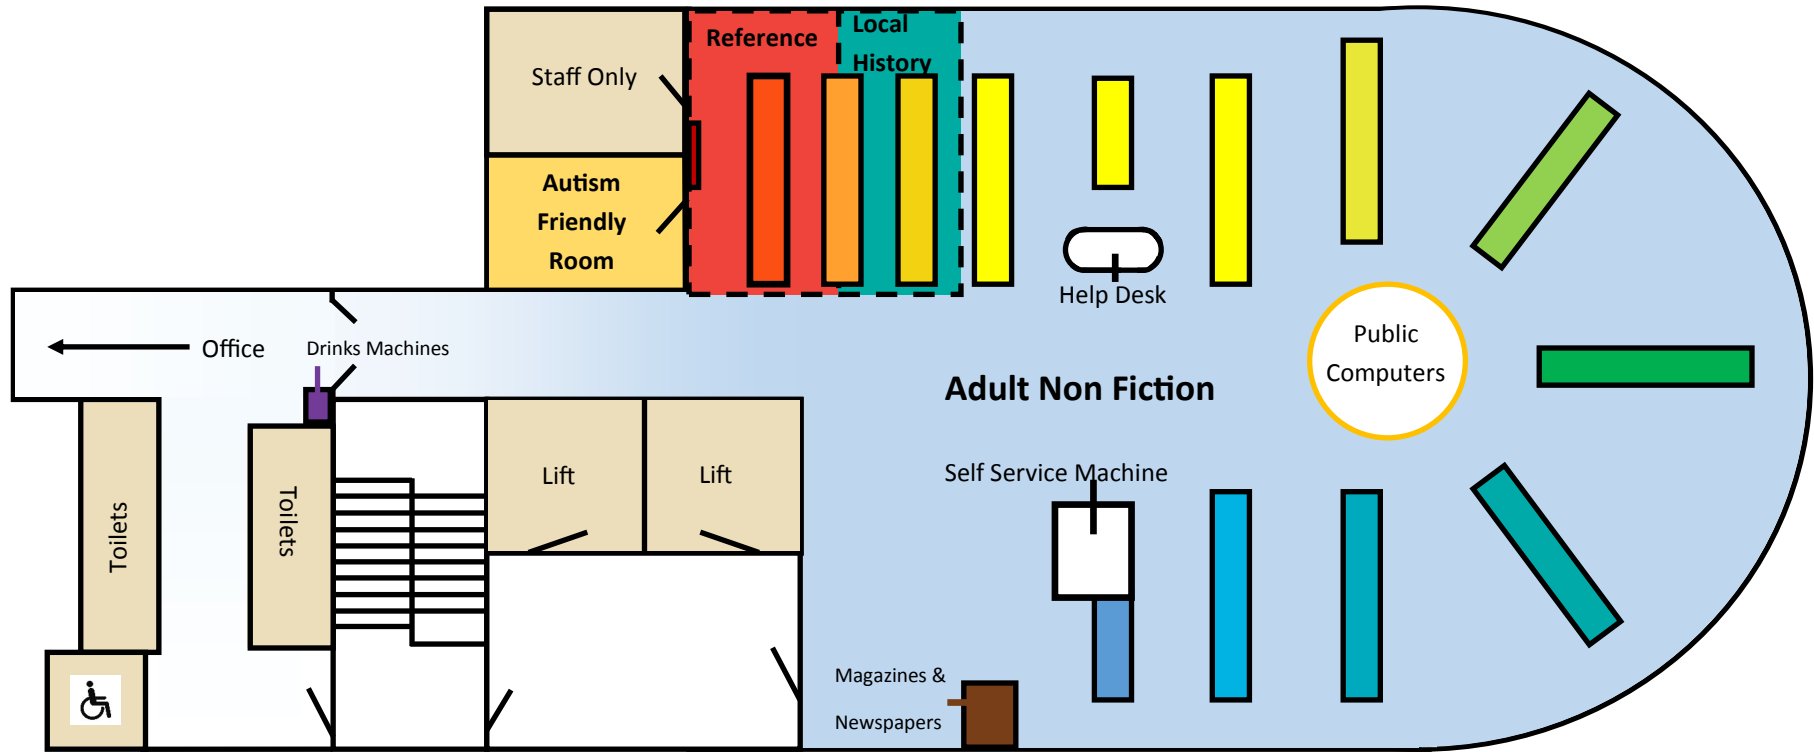 Staff Only
Reference
Local
History
Autism
Friendly
Room
Help Desk
Office
Drinks Machines
Public
Computers
Adult Non Fiction
Lift
Lift
Self Service Machine
Toilets
Toilets
Magazines &
Newspapers